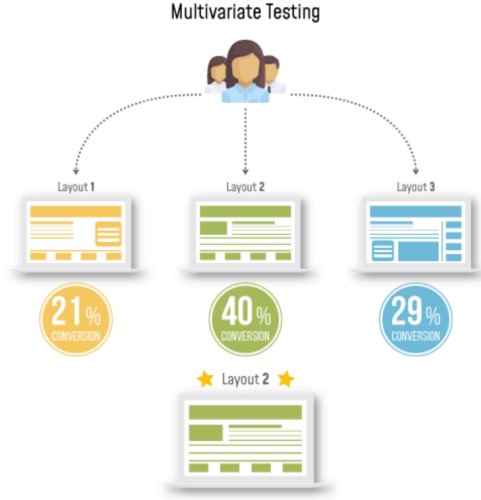 Multivariate Testing
Layout 1
Layout 2
Layout 3
21%
CONVERSION
40%
CONVERSION
29%
CONVERSION
Layout 2